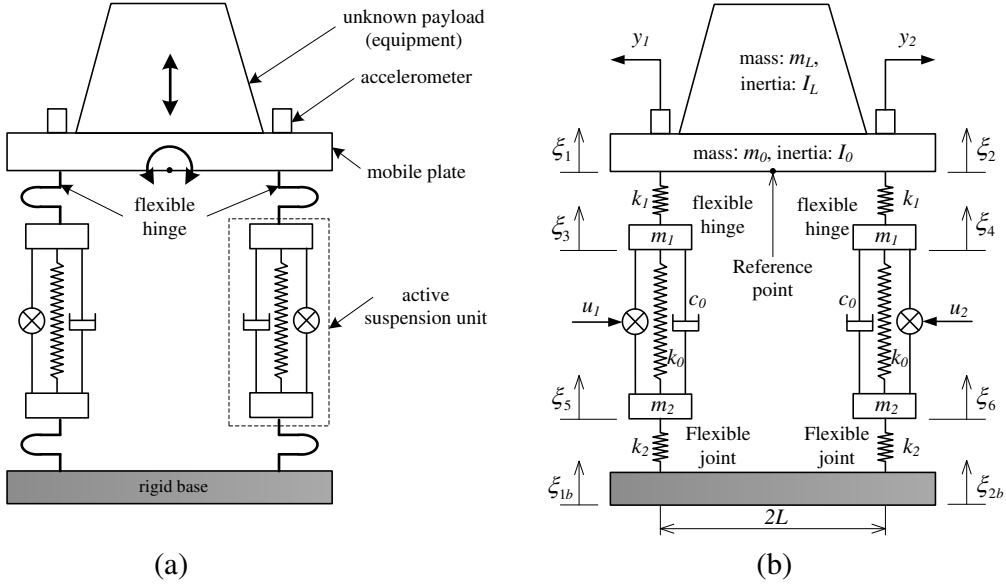 unknown payload
(equipment)
accelerometer
mobile plate
flexible
hinge
active
suspension unit
rigid base
(a)
y1
y2
mass: mL,
inertia: IL
mass: m0, inertia: I0
ξ1
ξ2
k1
flexible
hinge
flexible
hinge
k1
ξ3
m1
m1
ξ4
Reference
point
u1
c0
c0
u2
k0
k0
ξ5
m2
m2
ξ6
k2
Flexible
joint
Flexible
joint
k2
ξ1b
ξ2b
2L
(b)